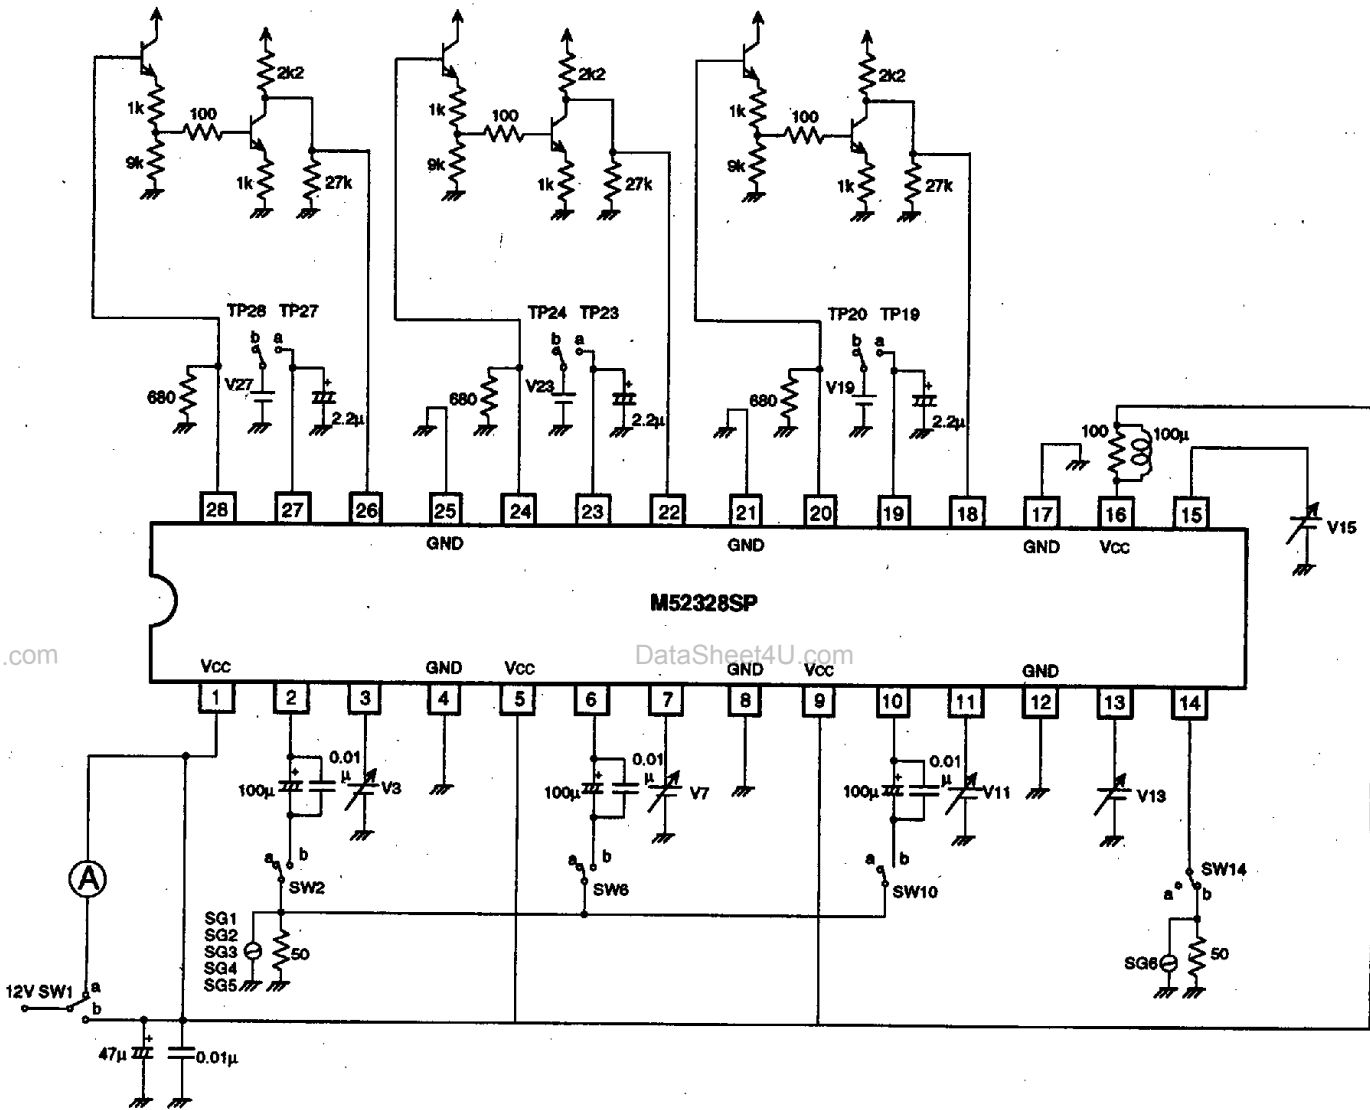 2k2 2k2 2k2
1k 100 1k 100 1k 100
9k 1k 27k 9k 1k 27k 9k 1k 27k
TP28 TP27 TP24 TP23 TP20 TP19
b a b a b a
680 V27 2.2μ 680 V23 2.2μ 680 V19 2.2μ 100 100μ
28 27 26 25 24 23 22 21 20 19 18 17 16 15
V15
GND GND GND VCC
M52328SP
.com DataSheet4U.com
VCC GND VCC VCC GND
1 2 3 4 5 6 7 8 9 10 11 12 13 14
0.01 0.01 0.01
100μ μ V3 100μ μ V7 100μ μ V11 V13
a b a b a b
SW2 SW6 SW10 SW14
a b
SG1
SG2
SG3 50 SG6 50
SG4
SG5
12V SW1 a
b
47μ 0.01μ